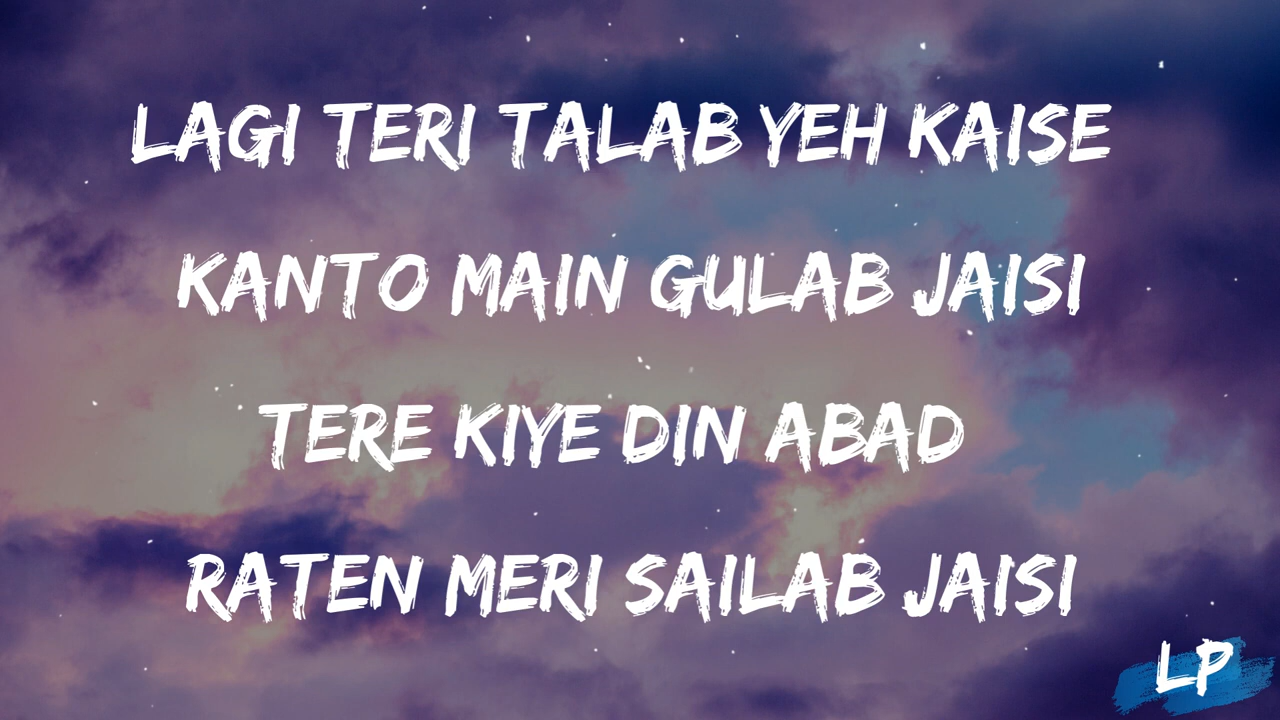 LAGI TERI TALAB YEH KAISE
KANTO MAIN GULAB JAISI
TERE KIYE DIN ABAD
RATEN MERI SAILAB JAISI
LP